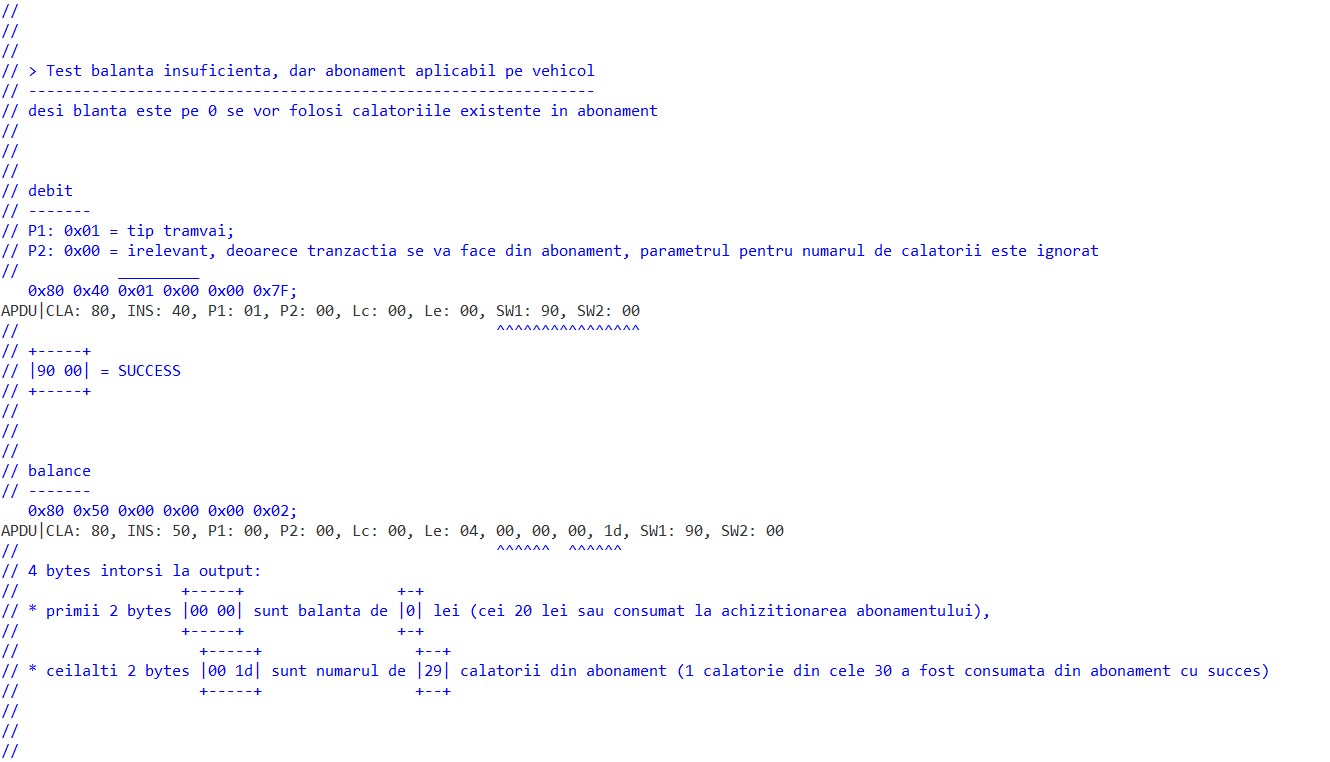 //
//
//
// > Test balanta insuficienta, dar abonament aplicabil pe vehicol
// ---------------------------------------------------------------
// desi blanta este pe 0 se vor folosi calatoriile existente in abonament
//
//
//
// debit
// -------
// P1: 0x01 = tip tramvai;
// P2: 0x00 = irelevant, deoarece tranzactia se va face din abonament, parametrul pentru numarul de calatorii este ignorat
//           _________
   0x80 0x40 0x01 0x00 0x00 0x7F;
APDU|CLA: 80, INS: 40, P1: 01, P2: 00, Lc: 00, Le: 00, SW1: 90, SW2: 00
//                                                     ^^^^^^^^^^^^^^^^
// +-----+
// |90 00| = SUCCESS
// +-----+
//
//
//
// balance
// -------
   0x80 0x50 0x00 0x00 0x00 0x02;
APDU|CLA: 80, INS: 50, P1: 00, P2: 00, Lc: 00, Le: 04, 00, 00, 00, 1d, SW1: 90, SW2: 00
//                                                     ^^^^^^  ^^^^^^
// 4 bytes intorsi la output:
//                  +-----+                 +-+
// * primii 2 bytes |00 00| sunt balanta de |0| lei (cei 20 lei sau consumat la achizitionarea abonamentului),
//                  +-----+                 +-+
//                    +-----+                 +--+
// * ceilalti 2 bytes |00 1d| sunt numarul de |29| calatorii din abonament (1 calatorie din cele 30 a fost consumata din abonament cu succes)
//                    +-----+                 +--+
//
//
//